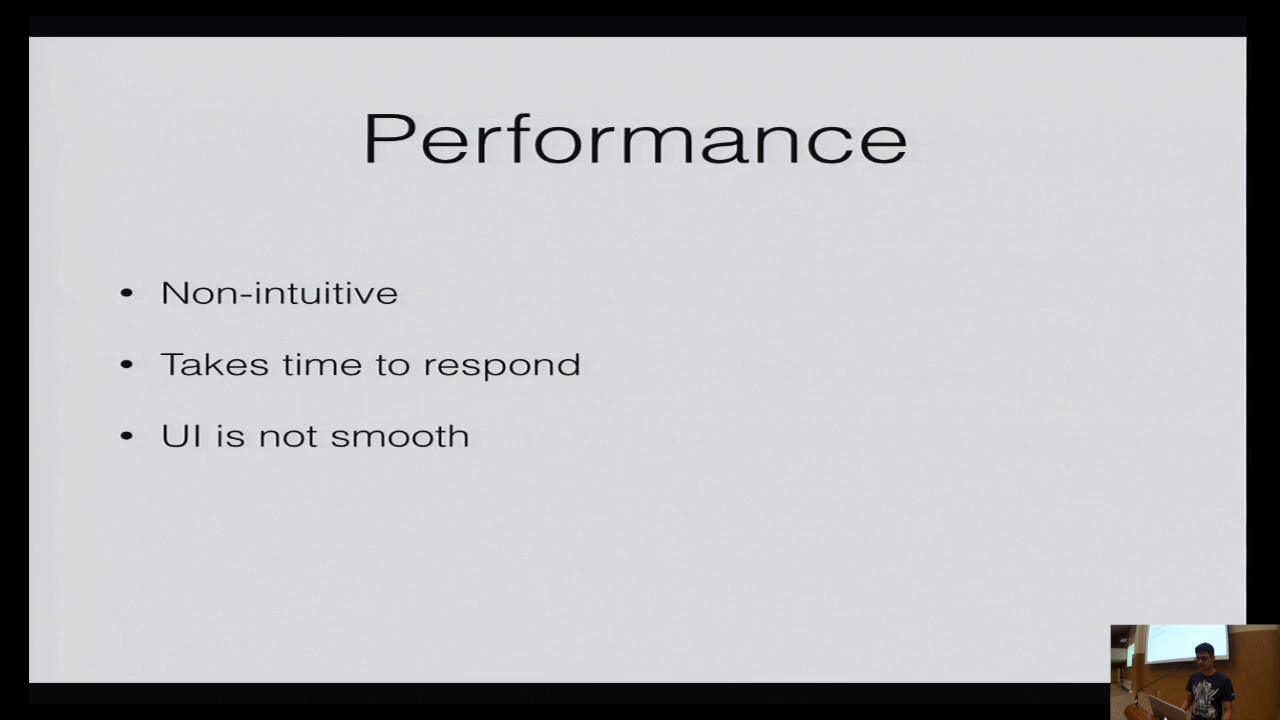 Performance
• Non-intuitive
• Takes time to respond
• UI is not smooth